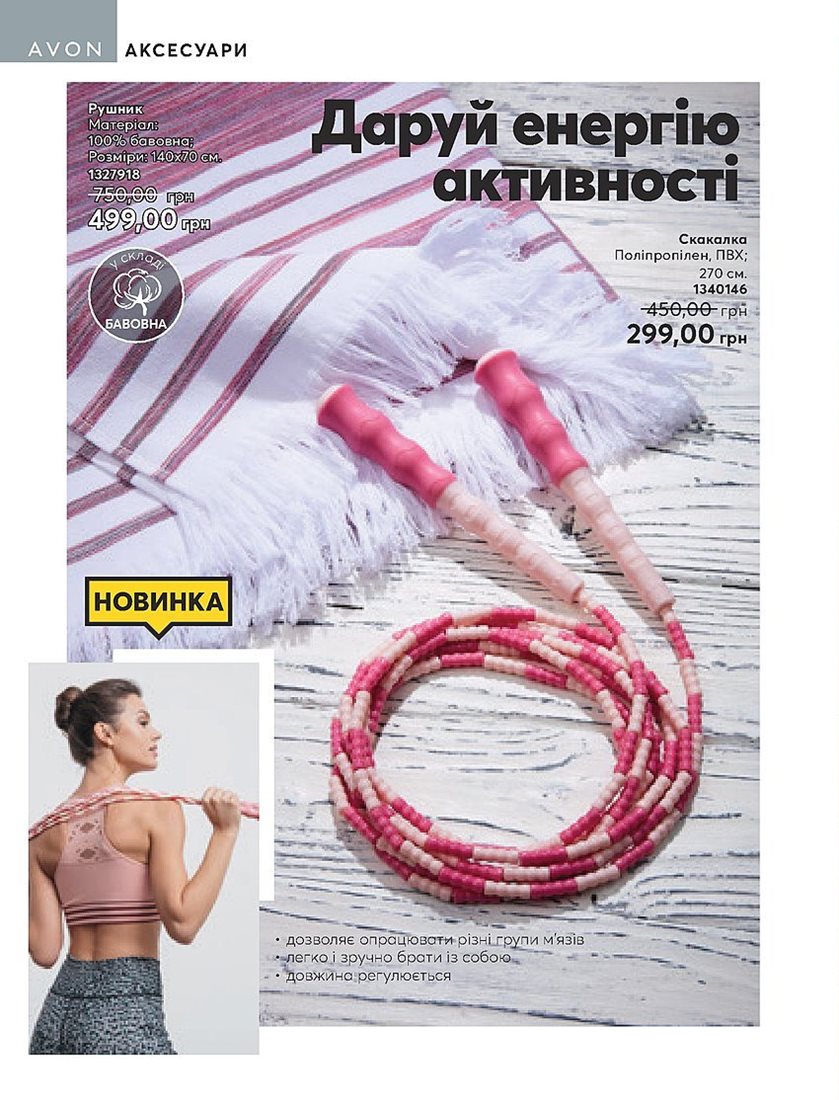 AVON АКСЕСУАРИ
Рушник
Матеріал:
100% бавовна;
Розміри: 140х70 см.
1327918
750,00 грн
499,00 грн
У СКЛАДІ
БАВОВНА
Даруй енергію
активності
Скакалка
Поліпропілен, ПВХ;
270 см.
1340146
450,00 грн
299,00 грн
НОВИНКА
• дозволяє опрацювати різні групи м'язів
• легко і зручно брати із собою
• довжина регулюється